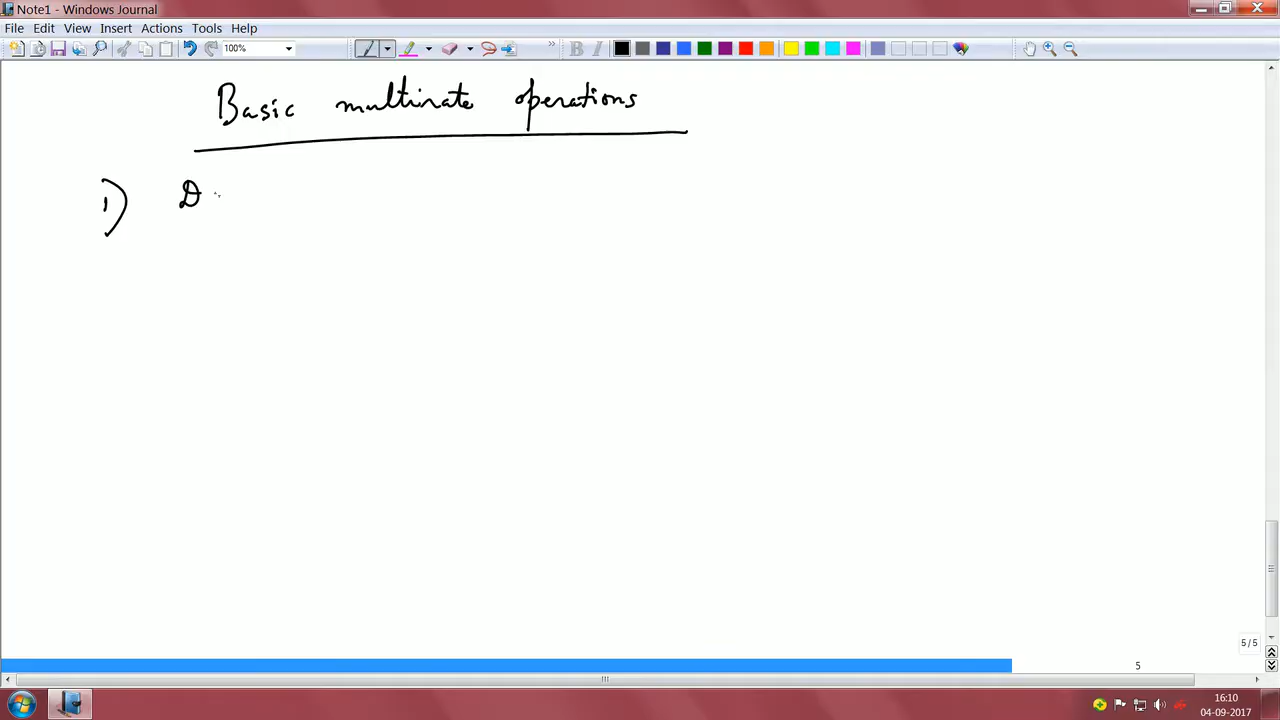 Note1 - Windows Journal
File Edit View Insert Actions Tools Help
100%
Basic multirate operations
1) D
5 / 5
5
16:10
04-09-2017